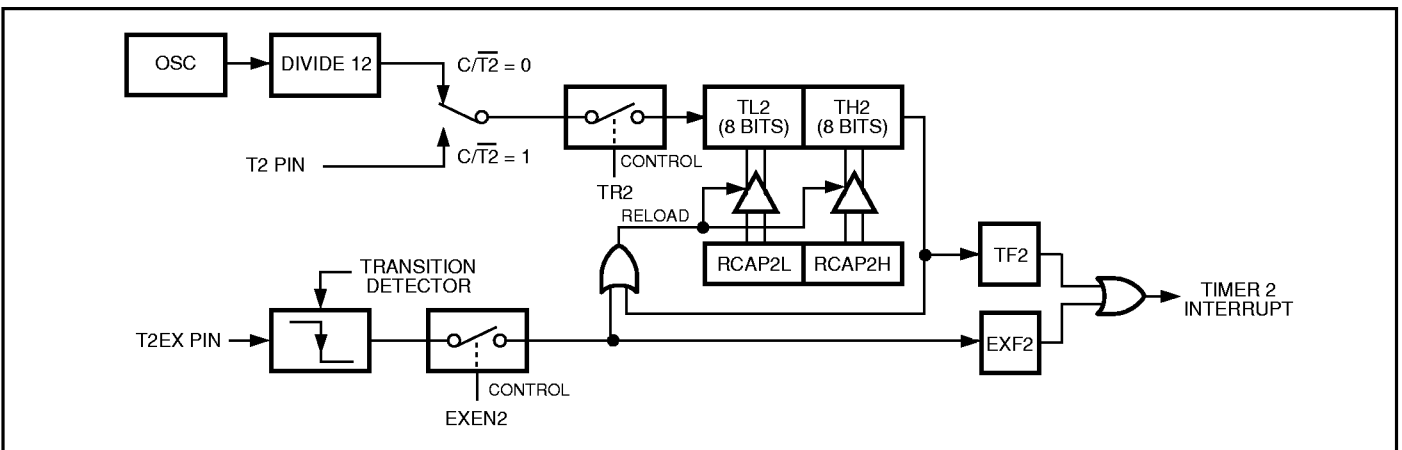 OSC
DIVIDE 12
C/T2̅ = 0
TL2
(8 BITS)
TH2
(8 BITS)
T2 PIN
C/T2̅ = 1
CONTROL
TR2
RELOAD
TRANSITION
DETECTOR
RCAP2L
RCAP2H
TF2
TIMER 2
INTERRUPT
T2EX PIN
EXF2
CONTROL
EXEN2